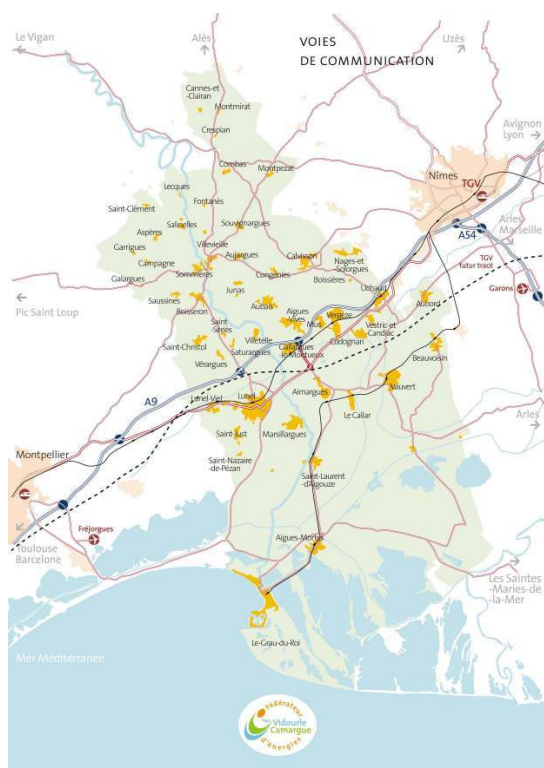 Le Vigan
Alès
VOIES
DE COMMUNICATION
Uzès
Cannes-et
-Clairan
Montmirat
Crespian
Avignon
Lyon
Combas
Montpezat
Nîmes
TGV
Lecques
Fontanès
Saint-Clément
Salinelles
Souvignargues
Aspères
Villevieille
Garrigues
Aujargues
Calvisson
Nages-et
Solorgues
A54
Arles
Marseille
Campagne
Sommières
Congénies
Boissières
TGV
futur tracé
Galargues
Junas
Uchaud
Aubord
Garons
Pic Saint Loup
Saussines
Boisseron
Aubais
Aigues
Vives
Mus
Vergèze
Vestric-et
Candiac
Saint
-Sériès
Villetelle
Codognan
Saint-Christol
Gallargues
-le-Montueux
Beauvoisin
Vérargues
Saturargues
A9
Lunel-Viel
Lunel
Aimargues
Vauvert
Le Cailar
Arles
Saint-Just
Marsillargues
Montpellier
Saint-Nazaire
-de-Pézan
Saint-Laurent
-d'Aigouze
Fréjorgues
Toulouse
Barcelone
Aigues-Mortes
Les Saintes
-Maries-de
-la-Mer
Mer Méditerranée
Le-Grau-du-Roi
Fédérateur
Pays
Vidourle
Camargue
d'énergies